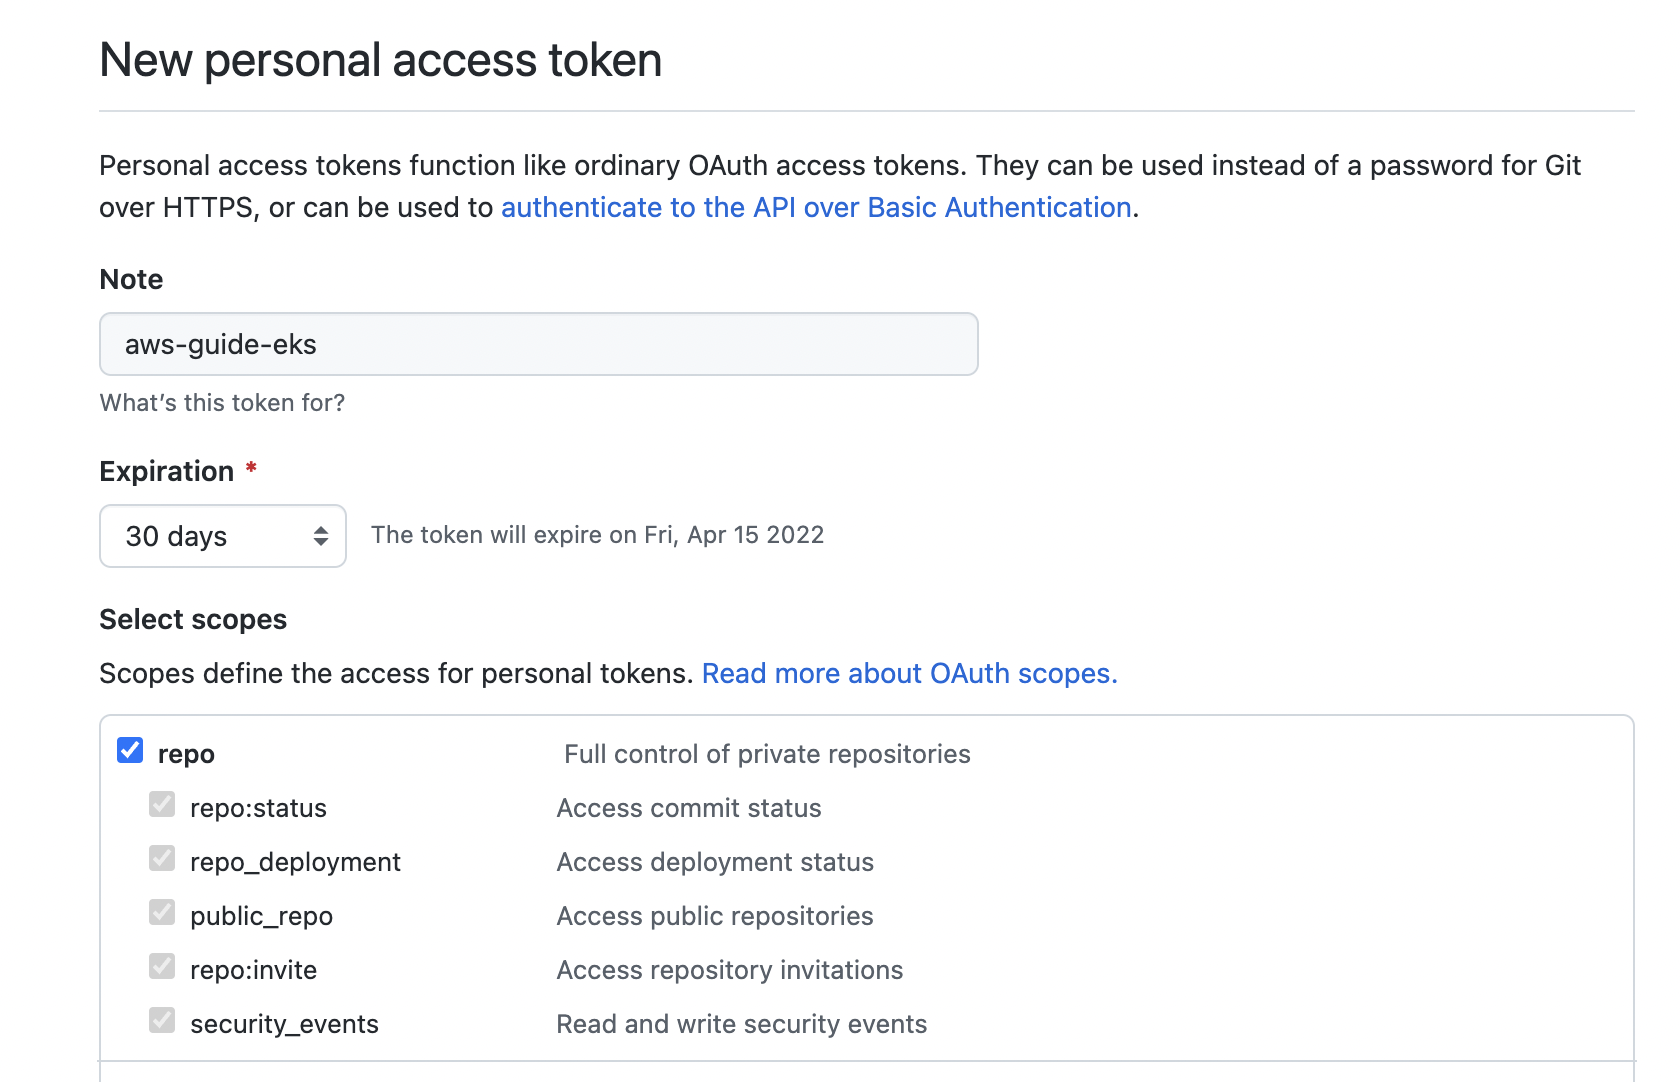 New personal access token
Personal access tokens function like ordinary OAuth access tokens. They can be used instead of a password for Git
over HTTPS, or can be used to authenticate to the API over Basic Authentication.
Note
aws-guide-eks
What's this token for?
Expiration *
30 days The token will expire on Fri, Apr 15 2022
Select scopes
Scopes define the access for personal tokens. Read more about OAuth scopes.
repo Full control of private repositories
repo:status Access commit status
repo_deployment Access deployment status
public_repo Access public repositories
repo:invite Access repository invitations
security_events Read and write security events